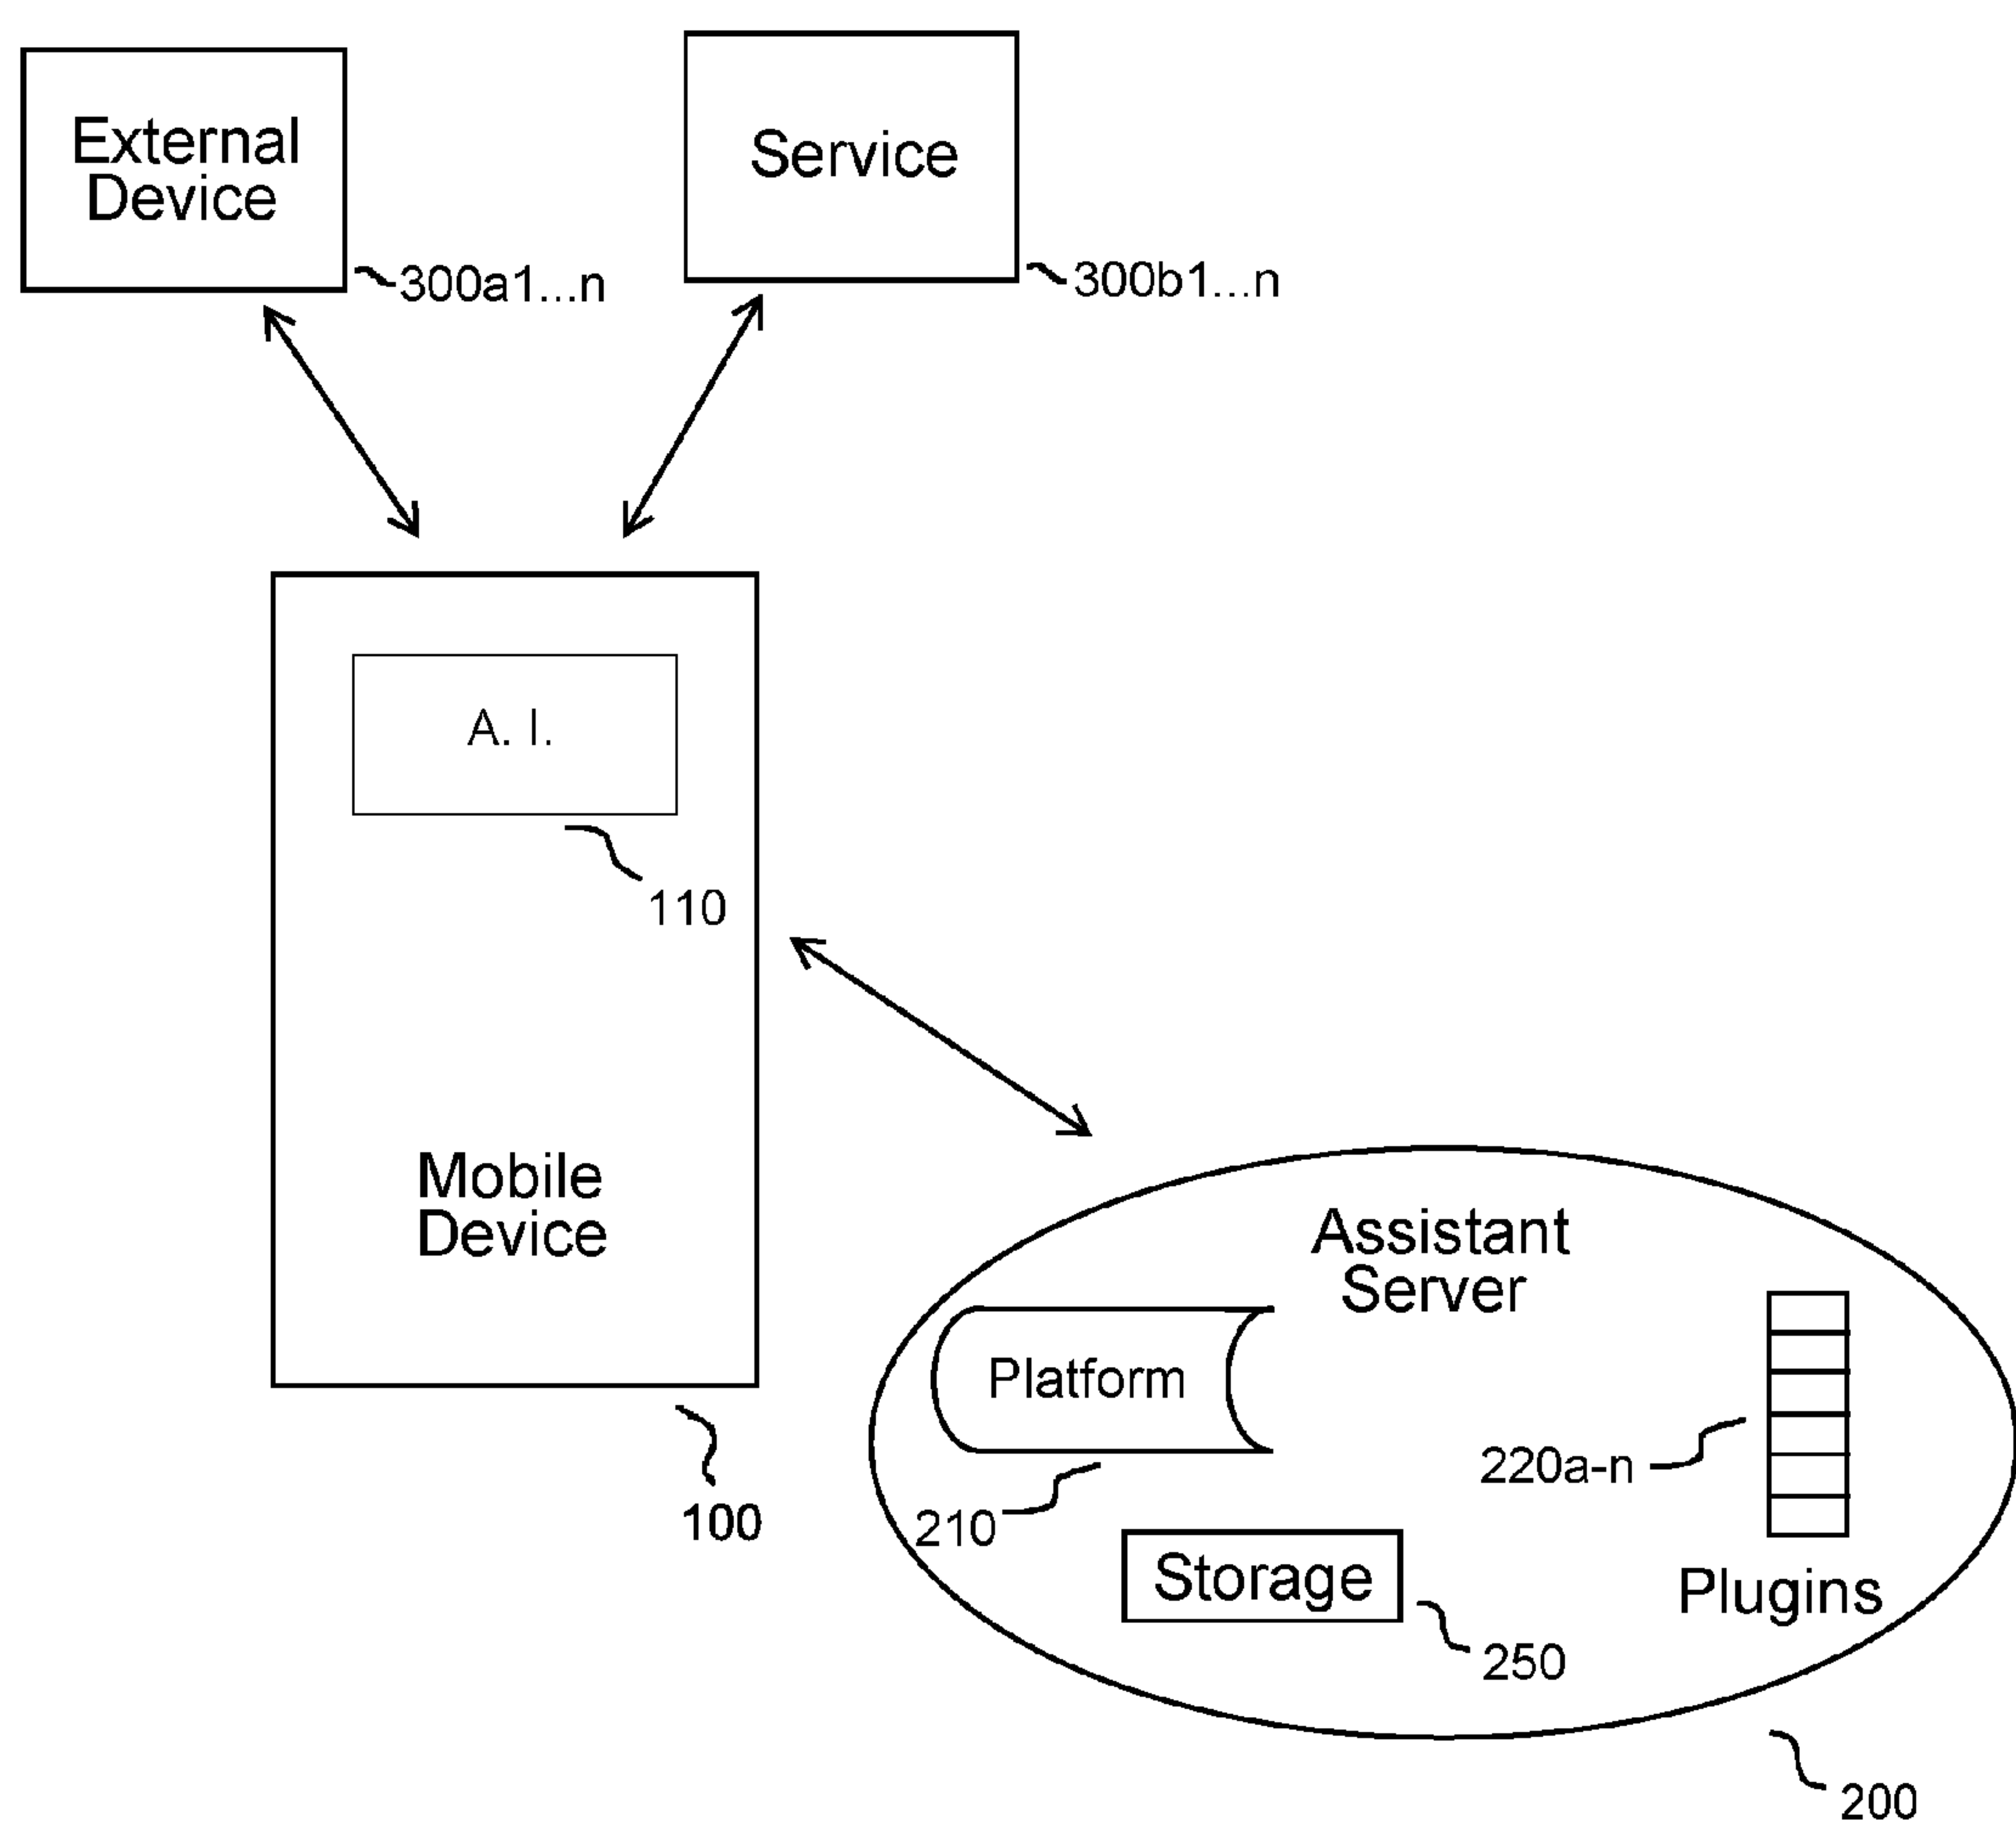 External
Device
300a1...n
Service
300b1...n
A. I.
110
Mobile
Device
100
Assistant
Server
Platform
210
220a-n
Plugins
Storage
250
200